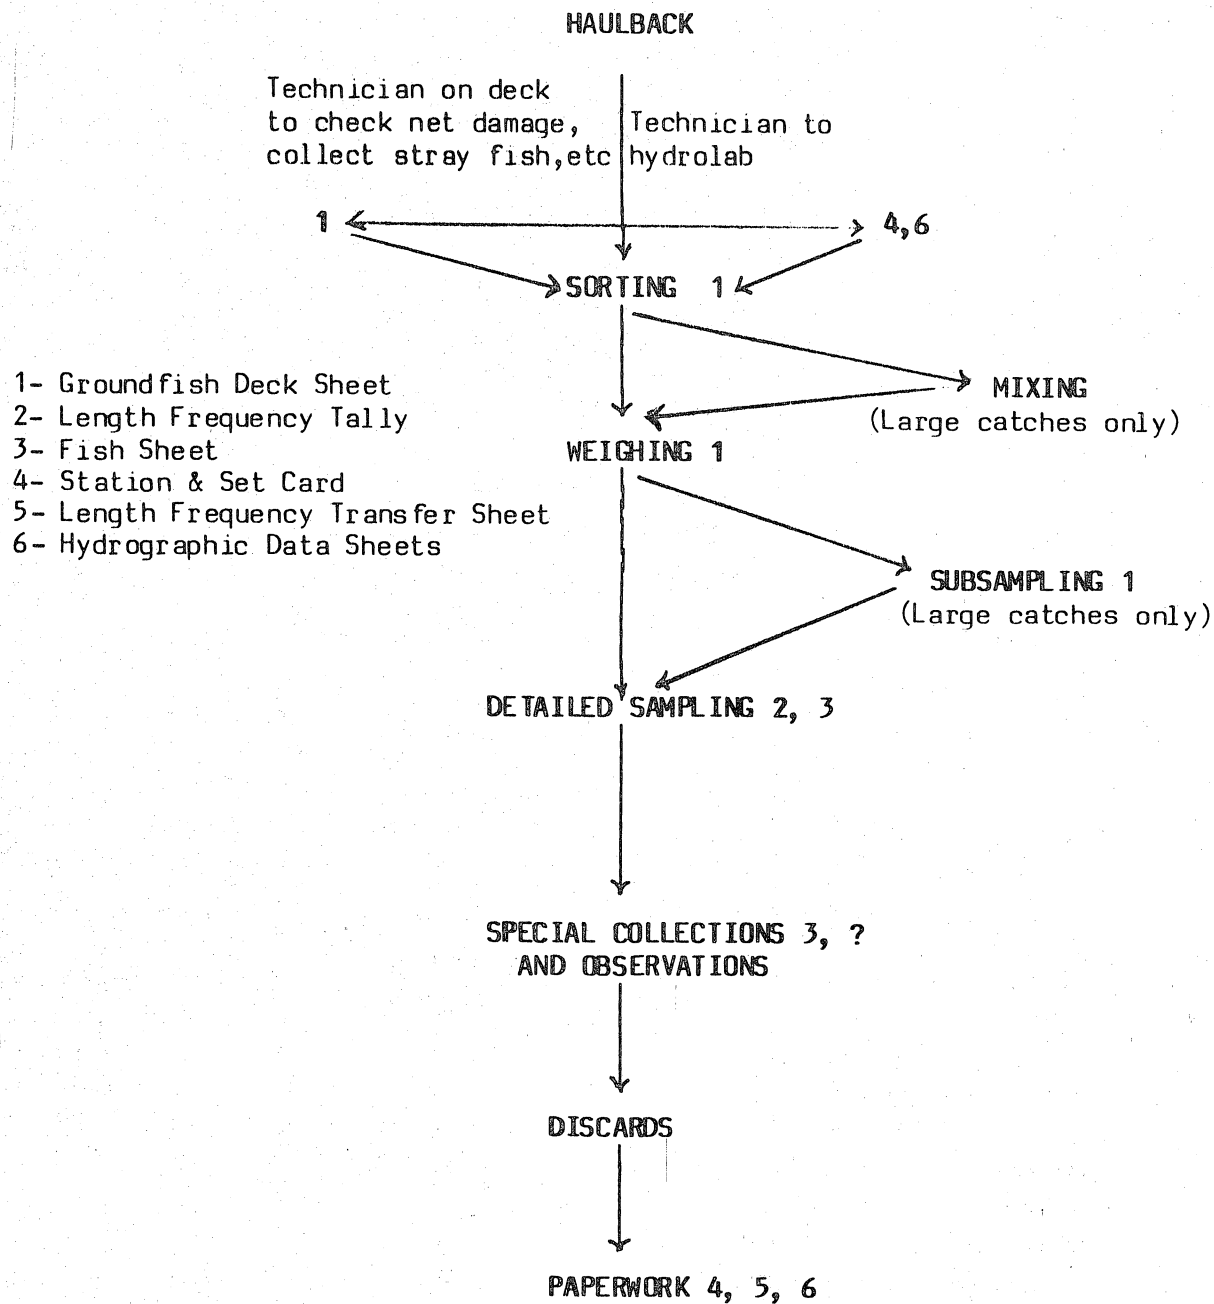 HAULBACK
Technician on deck
to check net damage,
collect stray fish,etc
Technician to
hydrolab
1
4,6
SORTING 1
1- Groundfish Deck Sheet
2- Length Frequency Tally
3- Fish Sheet
4- Station & Set Card
5- Length Frequency Transfer Sheet
6- Hydrographic Data Sheets
MIXING
(Large catches only)
WEIGHING 1
SUBSAMPLING 1
(Large catches only)
DETAILED SAMPLING 2, 3
SPECIAL COLLECTIONS 3, ?
AND OBSERVATIONS
DISCARDS
PAPERWORK 4, 5, 6